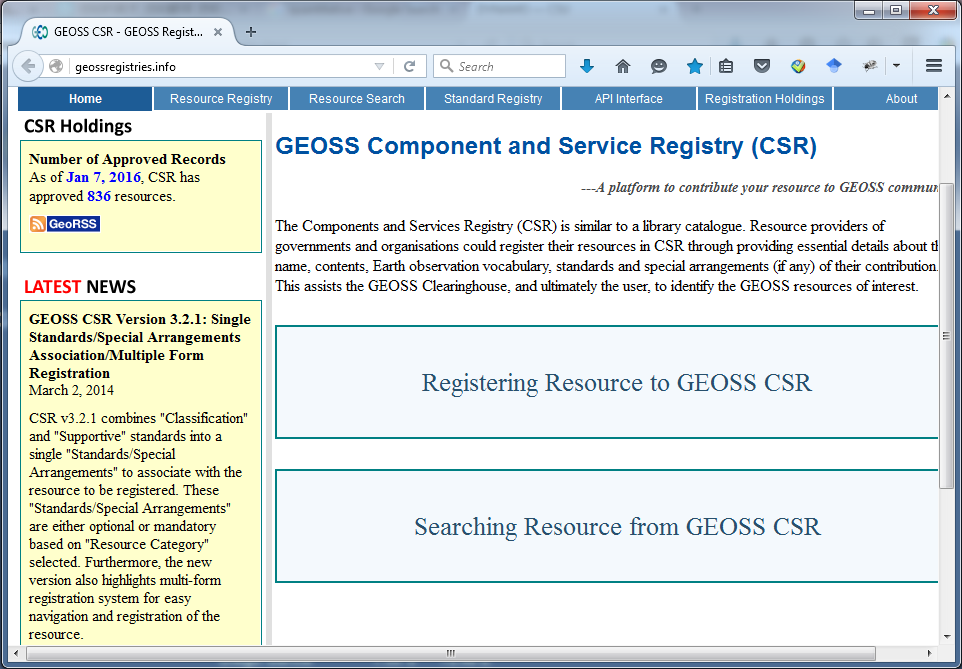 GEOSS CSR - GEOSS Regist...
geossregistries.info
Search
Home
Resource Registry
Resource Search
Standard Registry
API Interface
Registration Holdings
About
CSR Holdings
Number of Approved Records
As of Jan 7, 2016, CSR has
approved 836 resources.
GeoRSS
LATEST NEWS
GEOSS CSR Version 3.2.1: Single
Standards/Special Arrangements
Association/Multiple Form
Registration
March 2, 2014
CSR v3.2.1 combines "Classification"
and "Supportive" standards into a
single "Standards/Special
Arrangements" to associate with the
resource to be registered. These
"Standards/Special Arrangements"
are either optional or mandatory
based on "Resource Category"
selected. Furthermore, the new
version also highlights multi-form
registration system for easy
navigation and registration of the
resource.
GEOSS Component and Service Registry (CSR)
---A platform to contribute your resource to GEOSS commun
The Components and Services Registry (CSR) is similar to a library catalogue. Resource providers of
governments and organisations could register their resources in CSR through providing essential details about th
name, contents, Earth observation vocabulary, standards and special arrangements (if any) of their contribution.
This assists the GEOSS Clearinghouse, and ultimately the user, to identify the GEOSS resources of interest.
Registering Resource to GEOSS CSR
Searching Resource from GEOSS CSR